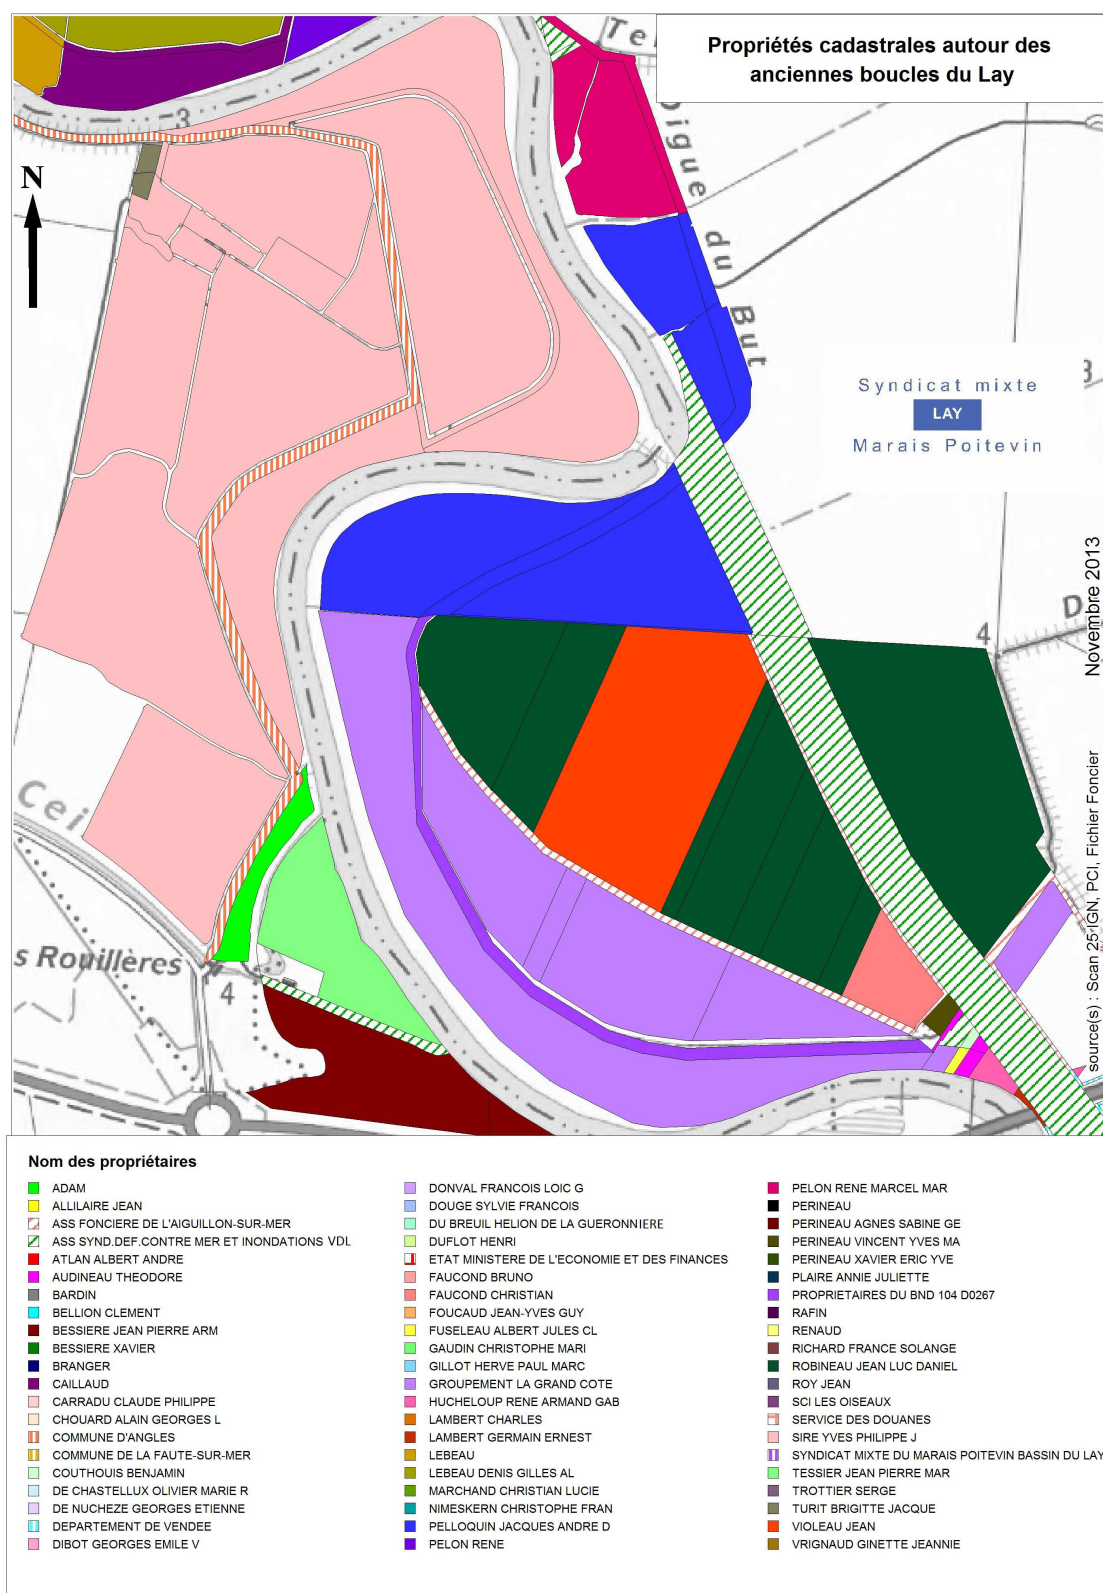 Propriétés cadastrales autour des
anciennes boucles du Lay
Te
Digue du But
3
N
Syndicat mixte
LAY
Marais Poitevin
8
Novembre 2013
D
4
source(s) : Scan 25 IGN, PCI, Fichier Foncier
Cei
s Rouillères
4
Nom des propriétaires
ADAM
ALLILAIRE JEAN
ASS FONCIERE DE L'AIGUILLON-SUR-MER
ASS SYND.DEF.CONTRE MER ET INONDATIONS VDL
ATLAN ALBERT ANDRE
AUDINEAU THEODORE
BARDIN
BELLION CLEMENT
BESSIERE JEAN PIERRE ARM
BESSIERE XAVIER
BRANGER
CAILLAUD
CARRADU CLAUDE PHILIPPE
CHOUARD ALAIN GEORGES L
COMMUNE D'ANGLES
COMMUNE DE LA FAUTE-SUR-MER
COUTHOUIS BENJAMIN
DE CHASTELLUX OLIVIER MARIE R
DE NUCHEZE GEORGES ETIENNE
DEPARTEMENT DE VENDEE
DIBOT GEORGES EMILE V
DONVAL FRANCOIS LOIC G
DOUGE SYLVIE FRANCOIS
DU BREUIL HELION DE LA GUERONNIERE
DUFLOT HENRI
ETAT MINISTERE DE L'ECONOMIE ET DES FINANCES
FAUCOND BRUNO
FAUCOND CHRISTIAN
FOUCAUD JEAN-YVES GUY
FUSELEAU ALBERT JULES CL
GAUDIN CHRISTOPHE MARI
GILLOT HERVE PAUL MARC
GROUPEMENT LA GRAND COTE
HUCHELOUP RENE ARMAND GAB
LAMBERT CHARLES
LAMBERT GERMAIN ERNEST
LEBEAU
LEBEAU DENIS GILLES AL
MARCHAND CHRISTIAN LUCIE
NIMESKERN CHRISTOPHE FRAN
PELLOQUIN JACQUES ANDRE D
PELON RENE
PELON RENE MARCEL MAR
PERINEAU
PERINEAU AGNES SABINE GE
PERINEAU VINCENT YVES MA
PERINEAU XAVIER ERIC YVE
PLAIRE ANNIE JULIETTE
PROPRIETAIRES DU BND 104 D0267
RAFIN
RENAUD
RICHARD FRANCE SOLANGE
ROBINEAU JEAN LUC DANIEL
ROY JEAN
SCI LES OISEAUX
SERVICE DES DOUANES
SIRE YVES PHILIPPE J
SYNDICAT MIXTE DU MARAIS POITEVIN BASSIN DU LAY
TESSIER JEAN PIERRE MAR
TROTTIER SERGE
TURIT BRIGITTE JACQUE
VIOLEAU JEAN
VRIGNAUD GINETTE JEANNIE